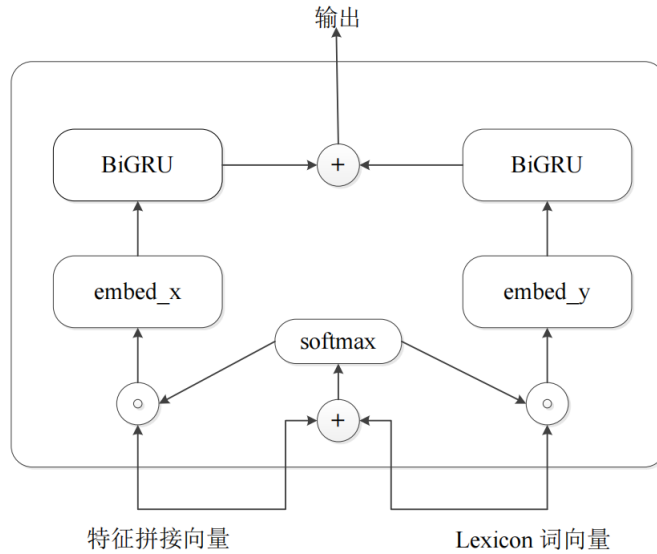 输出
BiGRU
+
BiGRU
embed_x
embed_y
softmax
+
特征拼接向量
Lexicon 词向量